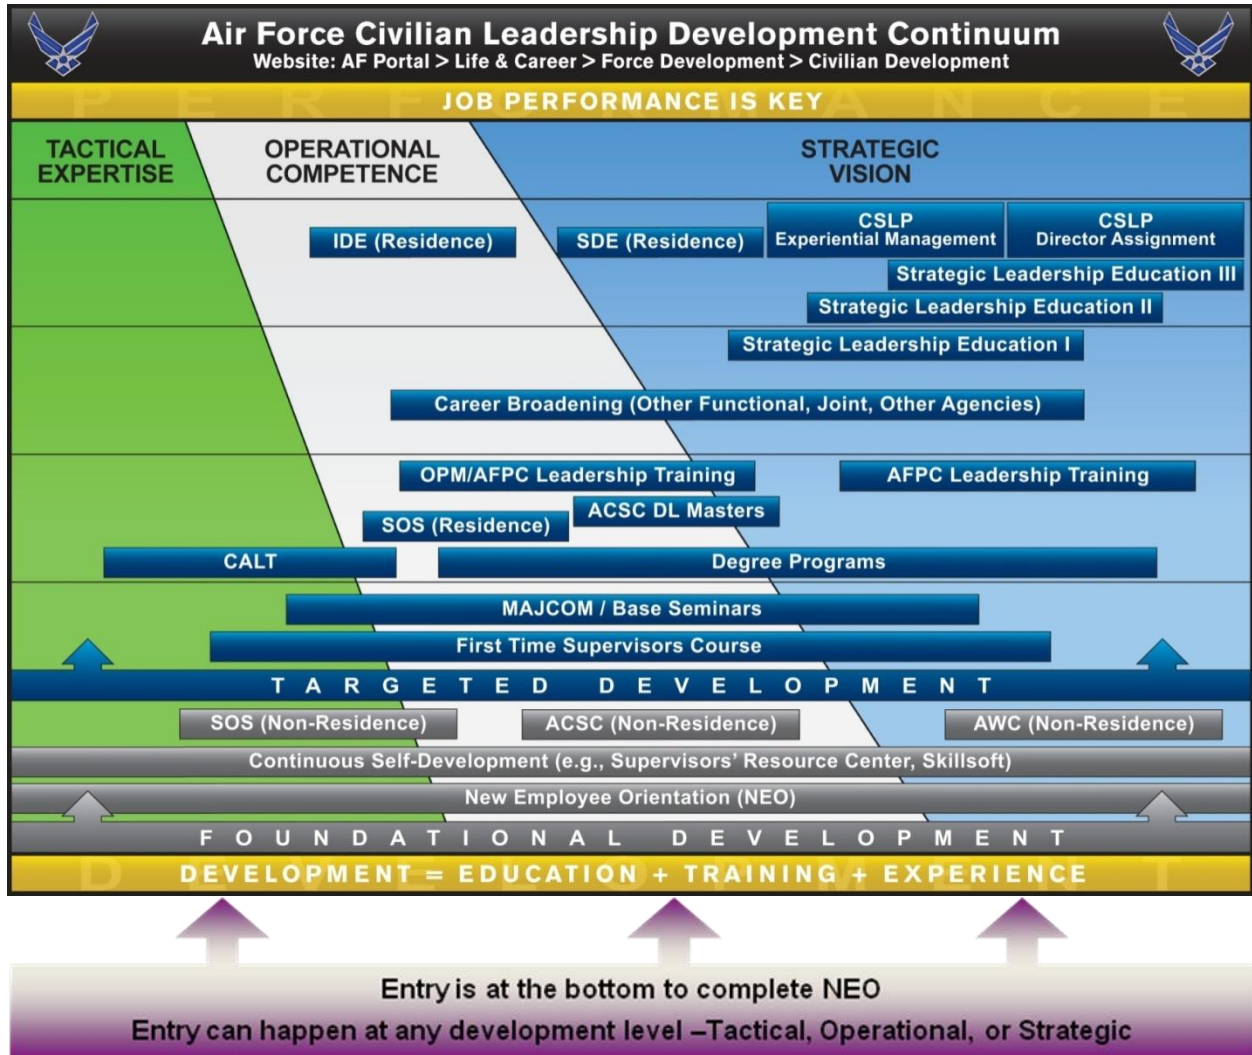 Air Force Civilian Leadership Development Continuum
Website: AF Portal > Life & Career > Force Development > Civilian Development
P E R F O R M A N C E
JOB PERFORMANCE IS KEY
TACTICAL
EXPERTISE
OPERATIONAL
COMPETENCE
STRATEGIC
VISION
IDE (Residence)
SDE (Residence)
CSLP
Experiential Management
CSLP
Director Assignment
Strategic Leadership Education III
Strategic Leadership Education II
Strategic Leadership Education I
Career Broadening (Other Functional, Joint, Other Agencies)
OPM/AFPC Leadership Training
AFPC Leadership Training
ACSC DL Masters
SOS (Residence)
CALT
Degree Programs
MAJCOM / Base Seminars
First Time Supervisors Course
TARGETED DEVELOPMENT
SOS (Non-Residence)
ACSC (Non-Residence)
AWC (Non-Residence)
Continuous Self-Development (e.g., Supervisors' Resource Center, Skillsoft)
New Employee Orientation (NEO)
FOUNDATIONAL DEVELOPMENT
D E V E L O P M E N T
DEVELOPMENT = EDUCATION + TRAINING + EXPERIENCE
Entry is at the bottom to complete NEO
Entry can happen at any development level –Tactical, Operational, or Strategic